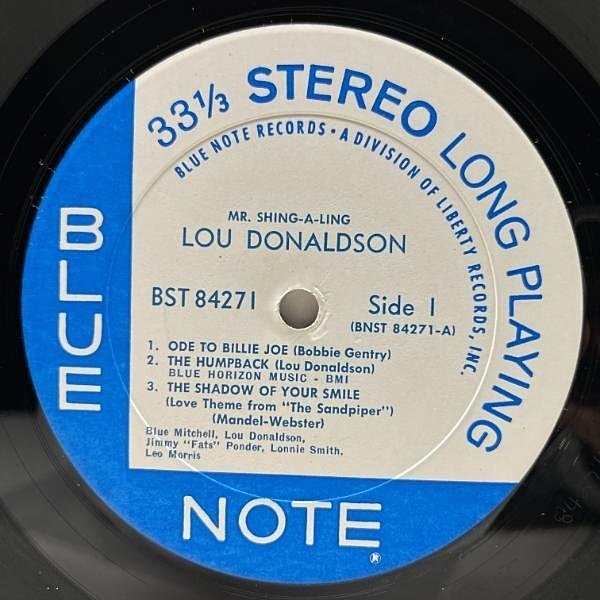 33⅓ STEREO LONG PLAYING
BLUE NOTE RECORDS • A DIVISION OF LIBERTY RECORDS, INC.
MR. SHING-A-LING
LOU DONALDSON
BST 84271
Side 1
(BNST 84271-A)
1. ODE TO BILLIE JOE (Bobbie Gentry)
2. THE HUMPBACK (Lou Donaldson)
BLUE HORIZON MUSIC - BMI
3. THE SHADOW OF YOUR SMILE
(Love Theme from "The Sandpiper")
(Mandel-Webster)
Blue Mitchell, Lou Donaldson,
Jimmy "Fats" Ponder, Lonnie Smith,
Leo Morris
BLUE
NOTE
®